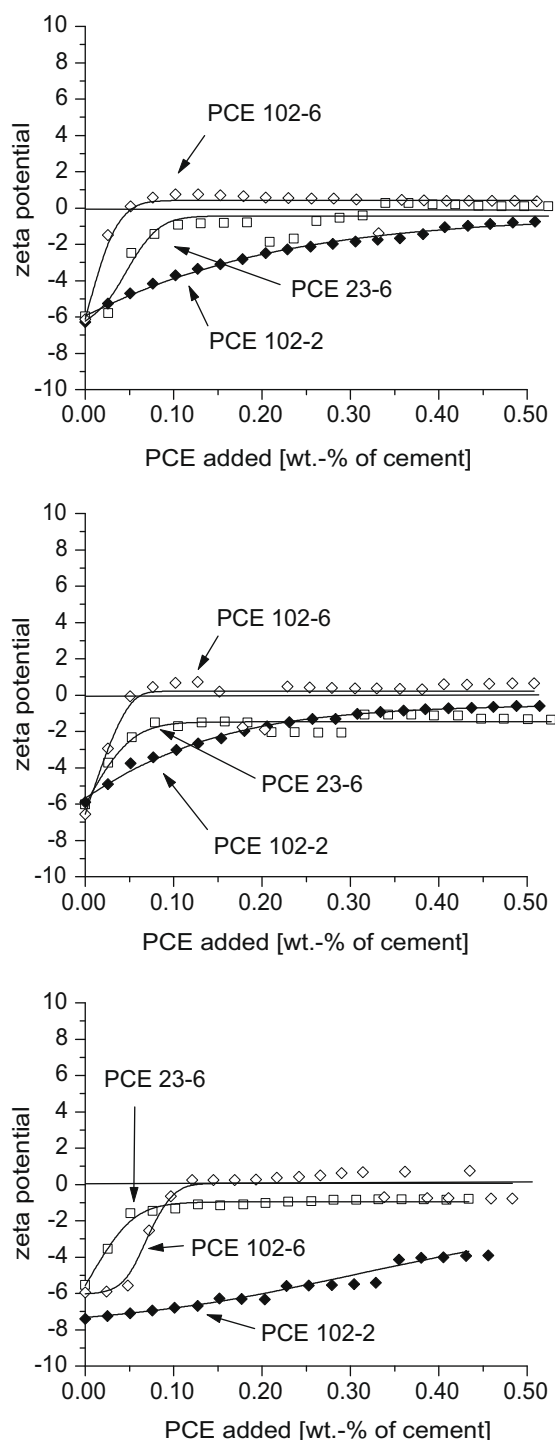 10
8
6
4
2
0
-2
-4
-6
-8
-10
zeta potential
PCE 102-6
PCE 23-6
PCE 102-2
0.00 0.10 0.20 0.30 0.40 0.50
PCE added [wt.-% of cement]
10
8
6
4
2
0
-2
-4
-6
-8
-10
zeta potential
PCE 102-6
PCE 23-6
PCE 102-2
0.00 0.10 0.20 0.30 0.40 0.50
PCE added [wt.-% of cement]
10
8
6
4
2
0
-2
-4
-6
-8
-10
zeta potential
PCE 23-6
PCE 102-6
PCE 102-2
0.00 0.10 0.20 0.30 0.40 0.50
PCE added [wt.-% of cement]